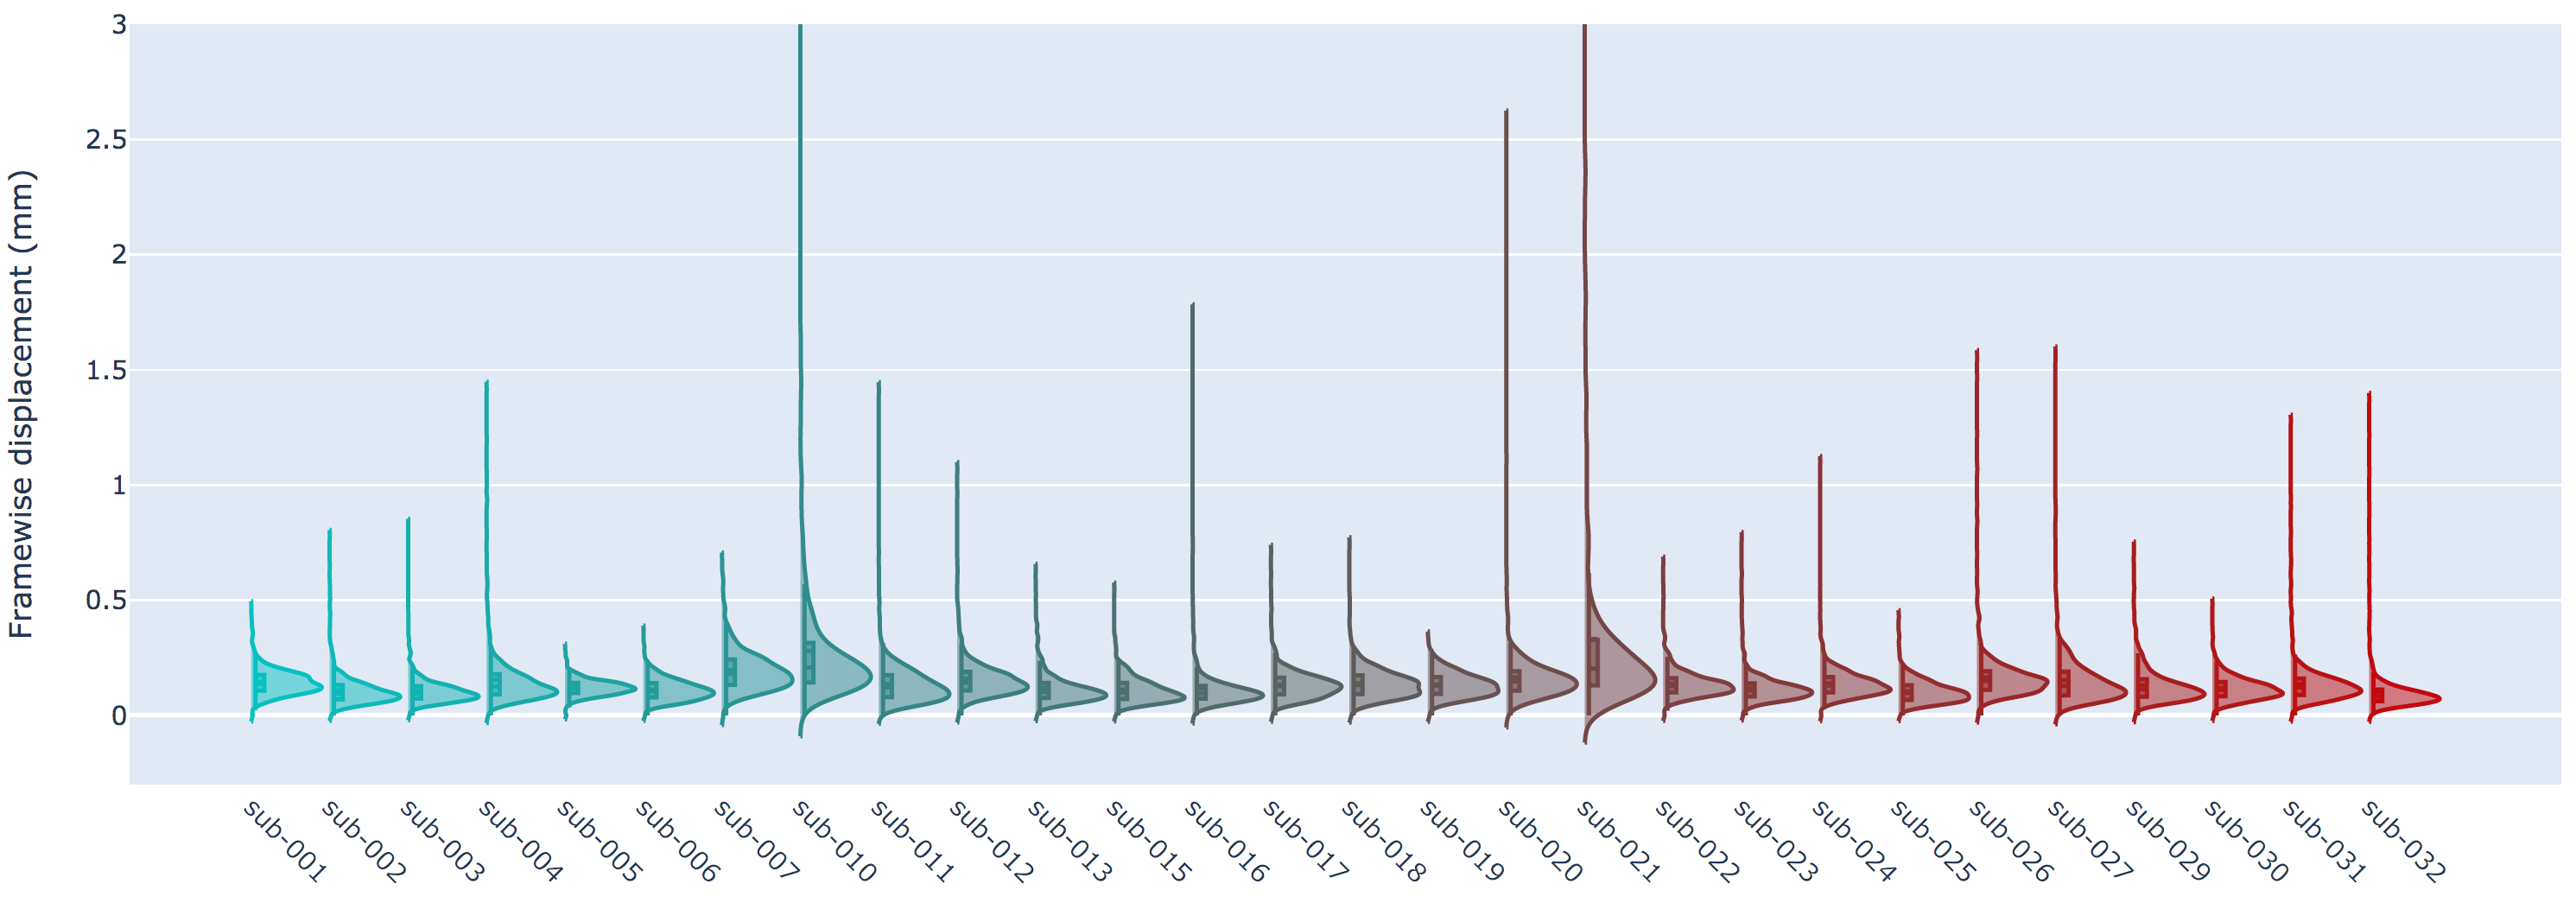 Framewise displacement (mm)
3
2.5
2
1.5
1
0.5
0
sub-001
sub-002
sub-003
sub-004
sub-005
sub-006
sub-007
sub-010
sub-011
sub-012
sub-013
sub-015
sub-016
sub-017
sub-018
sub-019
sub-020
sub-021
sub-022
sub-023
sub-024
sub-025
sub-026
sub-027
sub-029
sub-030
sub-031
sub-032